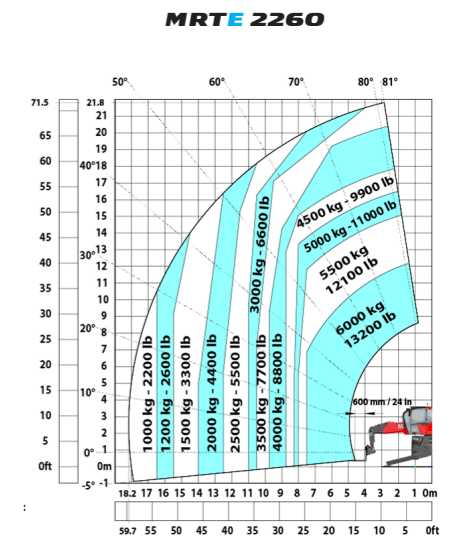 MRTE 2260
50° 60° 70° 80° 81°
71.5 21.8
21
65 20
19
60 40° 18
17
55 16
50 15
14
45 30° 13
12
40 11
35 10
9
30 20° 8
25 7
6
20 5
15 10° 4
3
10 2
5 0° 1
0ft 0m
-5° -1
1000 kg - 2200 lb
1200 kg - 2600 lb
1500 kg - 3300 lb
2000 kg - 4400 lb
2500 kg - 5500 lb
3000 kg - 6600 lb
3500 kg - 7700 lb
4000 kg - 8800 lb
4500 kg - 9900 lb
5000 kg -11000 lb
5500 kg
12100 lb
6000 kg
13200 lb
600 mm / 24 in
18.2 17 16 15 14 13 12 11 10 9 8 7 6 5 4 3 2 1 0m
59.7 55 50 45 40 35 30 25 20 15 10 5 0ft
: